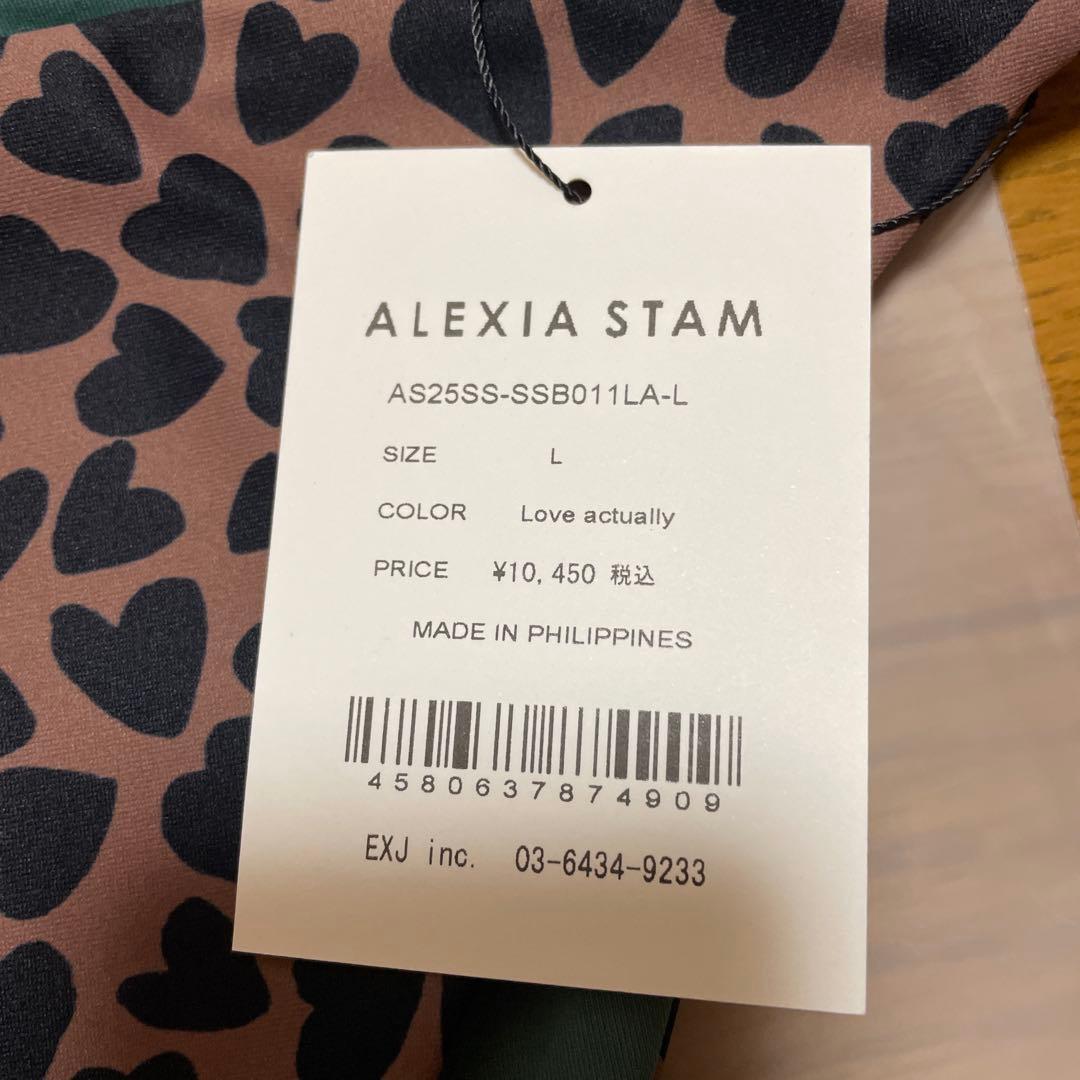 ALEXIA STAM
AS25SS-SSB011LA-L
SIZE L
COLOR Love actually
PRICE ¥10,450 税込
MADE IN PHILIPPINES
4580637874909
EXJ inc. 03-6434-9233